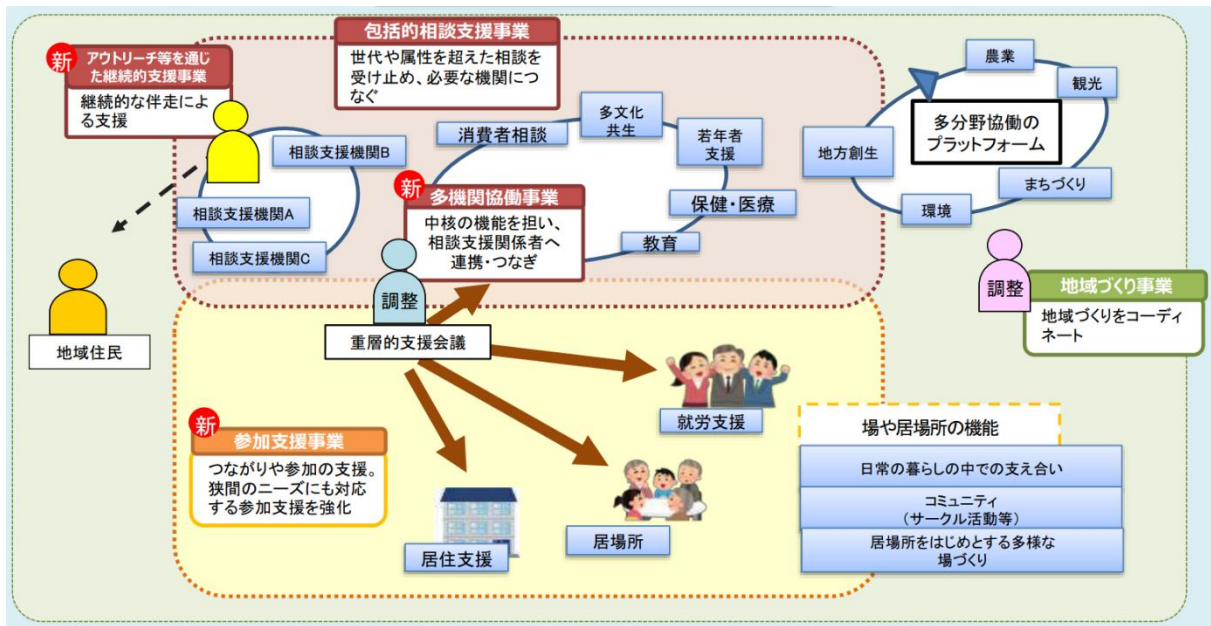 包括的相談支援事業
世代や属性を超えた相談を
受け止め、必要な機関につ
なぐ
新
アウトリーチ等を通じ
た継続的支援事業
継続的な伴走によ
る支援
相談支援機関B
相談支援機関A
相談支援機関C
消費者相談
多文化
共生
若年者
支援
保健・医療
教育
新
多機関協働事業
中核の機能を担い、
相談支援関係者へ
連携・つなぎ
農業
観光
多分野協働の
プラットフォーム
地方創生
まちづくり
環境
調整
地域づくり事業
地域づくりをコーディ
ネート
地域住民
調整
重層的支援会議
就労支援
新
参加支援事業
つながりや参加の支援。
狭間のニーズにも対応
する参加支援を強化
居住支援
居場所
場や居場所の機能
日常の暮らしの中での支え合い
コミュニティ
(サークル活動等)
居場所をはじめとする多様な
場づくり